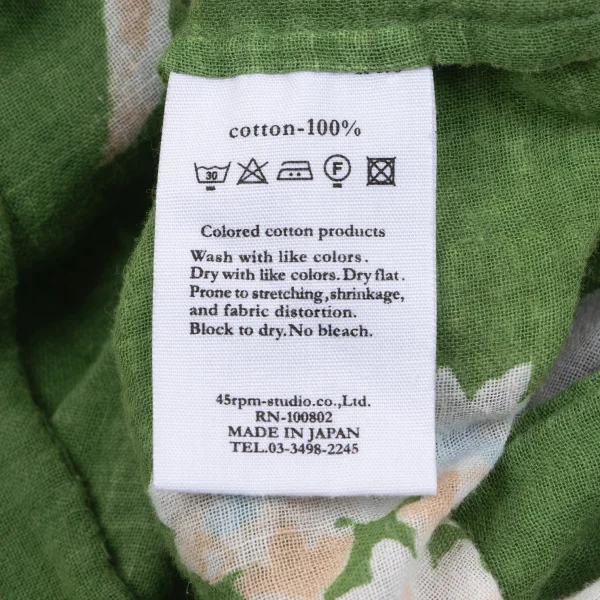 cotton-100%
30 F
Colored cotton products
Wash with like colors.
Dry with like colors. Dry flat.
Prone to stretching, shrinkage,
and fabric distortion.
Block to dry. No bleach.
45rpm-studio.co.,Ltd.
RN-100802
MADE IN JAPAN
TEL.03-3498-2245